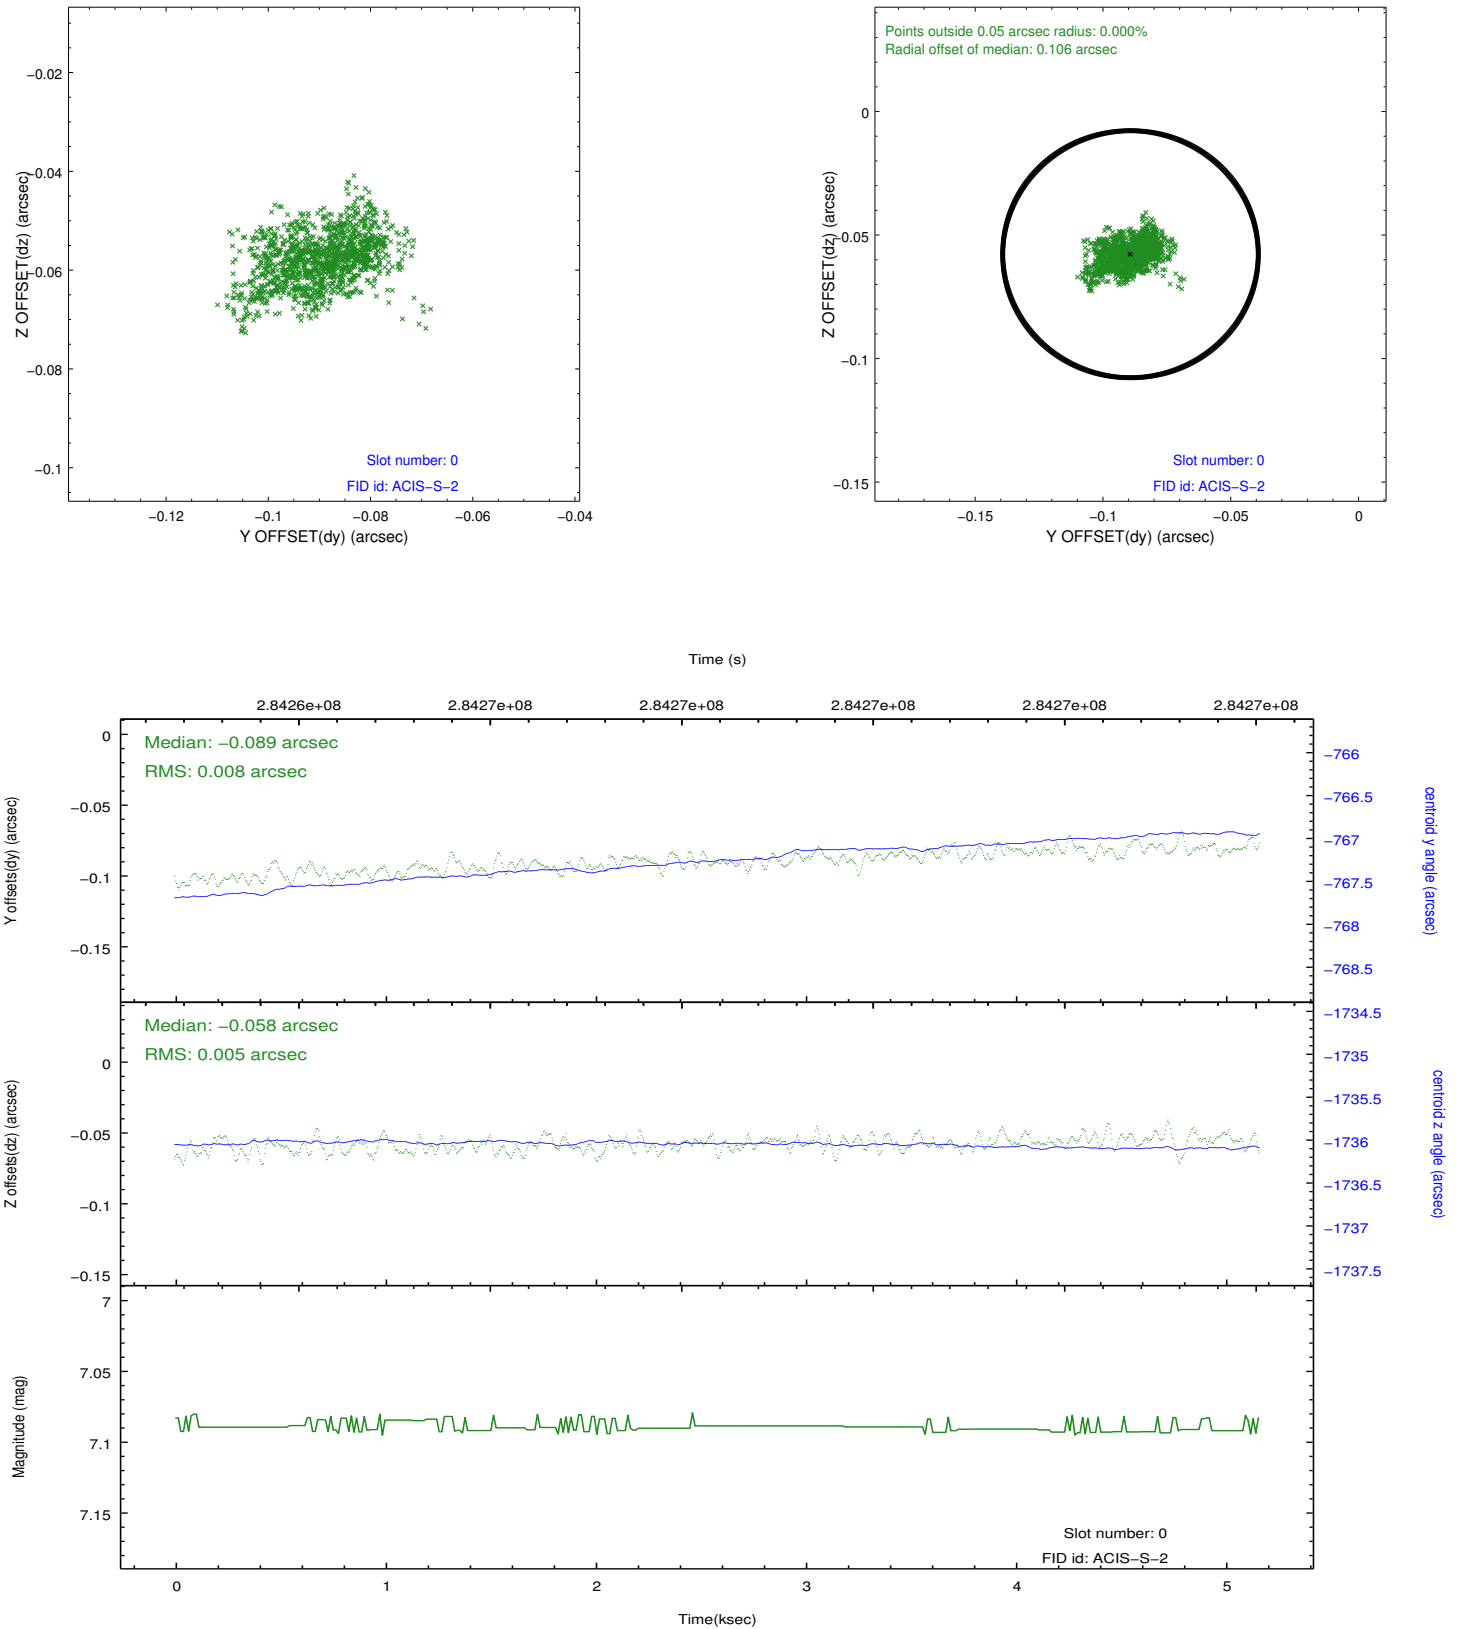 −0.02
−0.04
−0.06
−0.08
−0.1
Z OFFSET(dz) (arcsec)
Slot number: 0
FID id: ACIS−S−2
−0.12
−0.1
−0.08
−0.06
−0.04
Y OFFSET(dy) (arcsec)
Points outside 0.05 arcsec radius: 0.000%
Radial offset of median: 0.106 arcsec
0
−0.05
−0.1
−0.15
Z OFFSET(dz) (arcsec)
Slot number: 0
FID id: ACIS−S−2
−0.15
−0.1
−0.05
0
Y OFFSET(dy) (arcsec)
Time (s)
2.8426e+08
2.8427e+08
2.8427e+08
2.8427e+08
2.8427e+08
2.8427e+08
Median: −0.089 arcsec
RMS: 0.008 arcsec
0
−0.05
−0.1
−0.15
Y offsets(dy) (arcsec)
−766
−766.5
−767
−767.5
−768
−768.5
centroid y angle (arcsec)
Median: −0.058 arcsec
RMS: 0.005 arcsec
0
−0.05
−0.1
−0.15
Z offsets(dz) (arcsec)
−1734.5
−1735
−1735.5
−1736
−1736.5
−1737
−1737.5
centroid z angle (arcsec)
7
7.05
7.1
7.15
Magnitude (mag)
Slot number: 0
FID id: ACIS−S−2
0
1
2
3
4
5
Time(ksec)